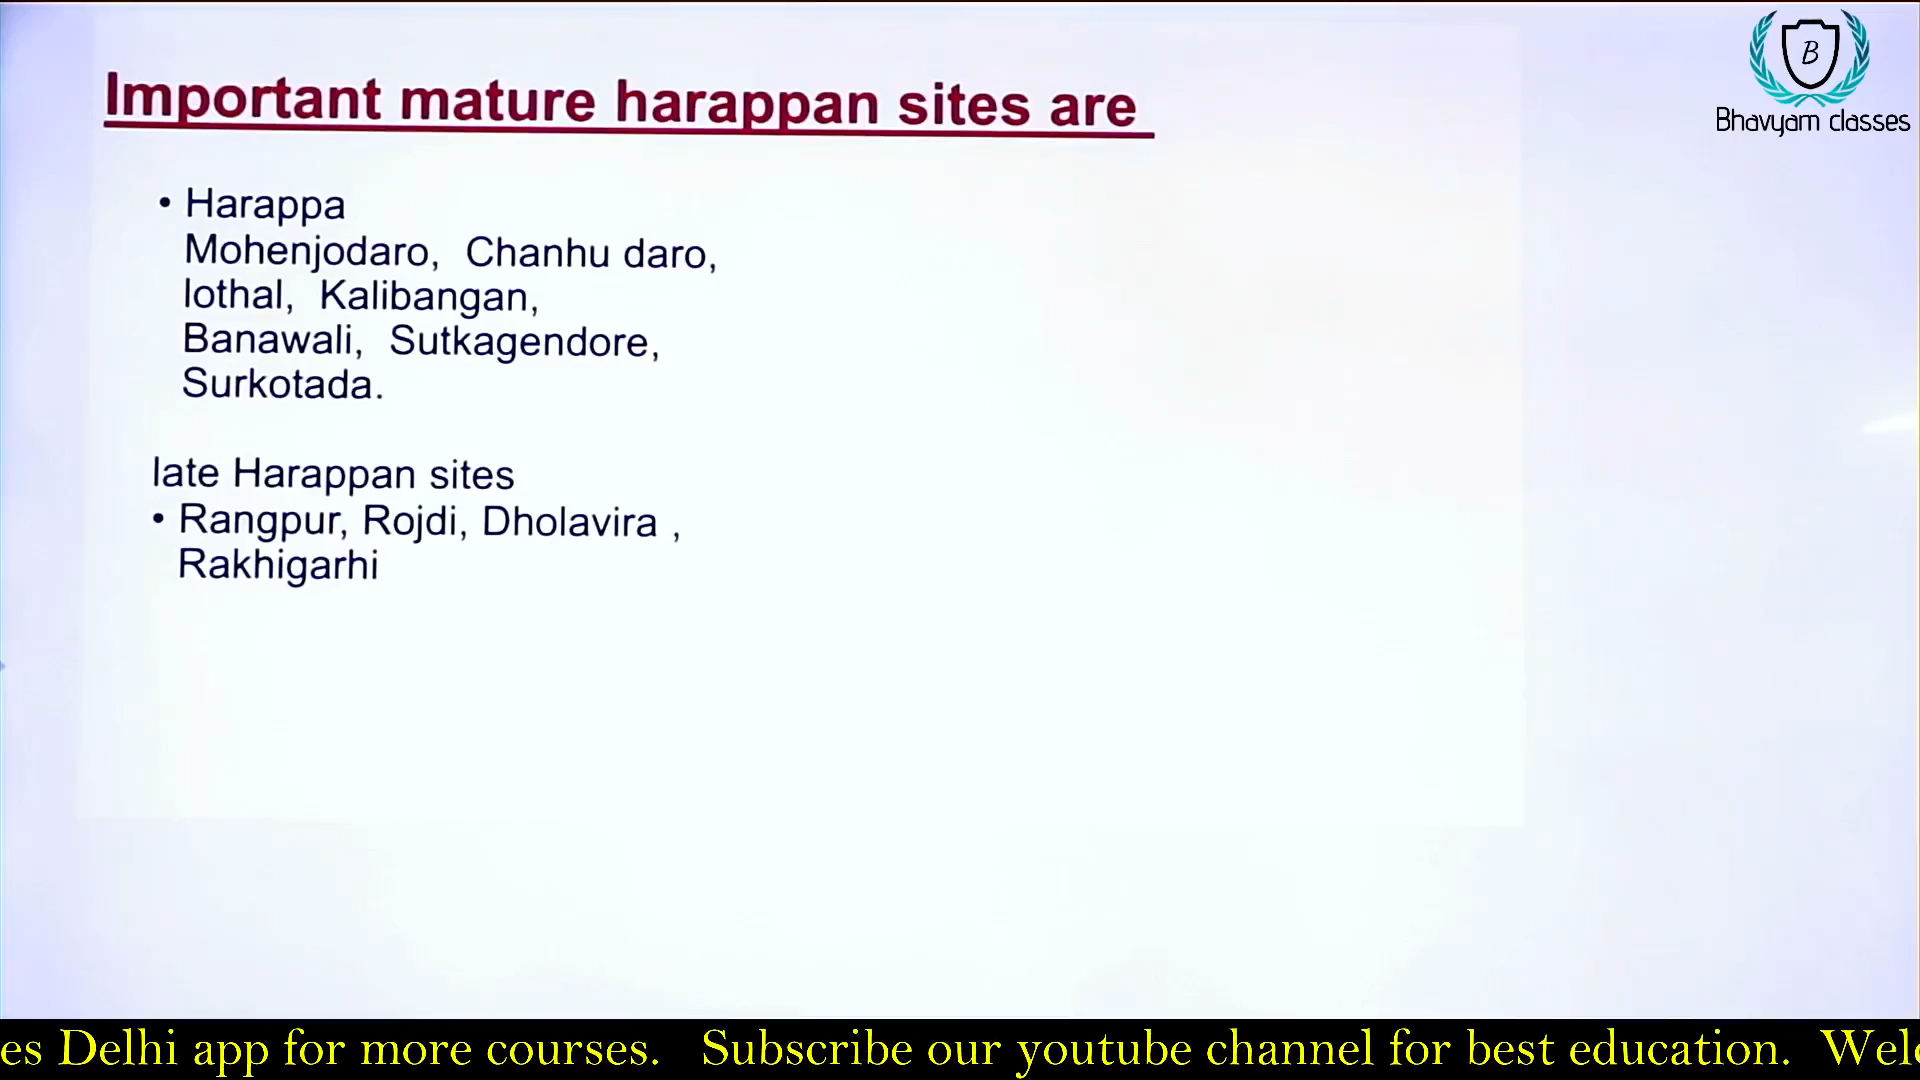 B
Bhavyam classes
Important mature harappan sites are
• Harappa
Mohenjodaro, Chanhu daro,
lothal, Kalibangan,
Banawali, Sutkagendore,
Surkotada.
late Harappan sites
• Rangpur, Rojdi, Dholavira ,
Rakhigarhi
es Delhi app for more courses. Subscribe our youtube channel for best education. Welc